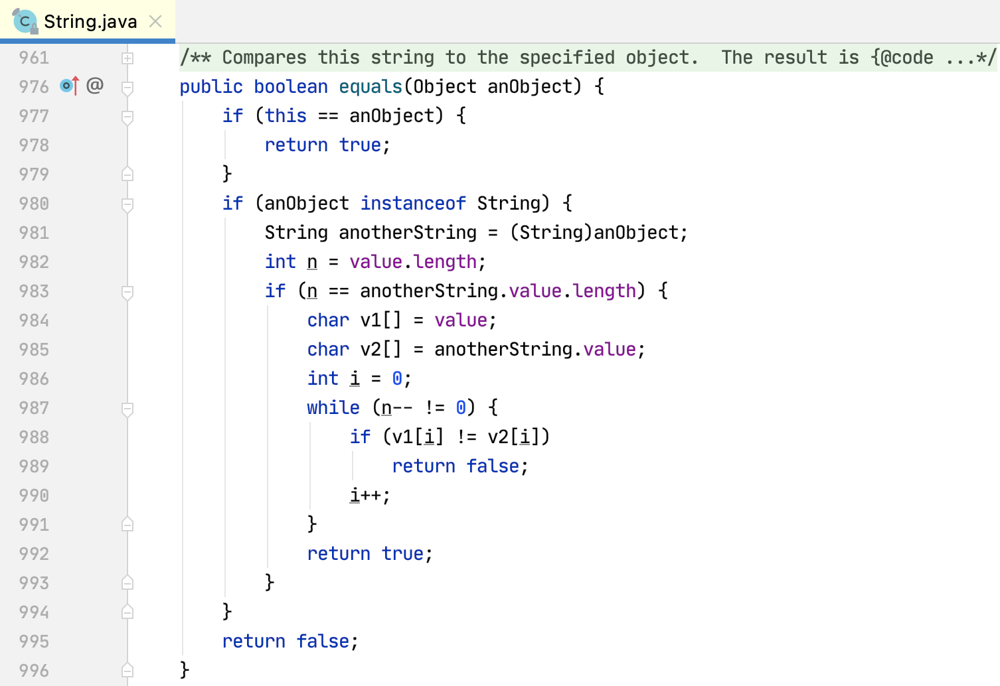 String.java
961 /** Compares this string to the specified object.  The result is {@code ...*/
976 @ public boolean equals(Object anObject) {
977     if (this == anObject) {
978         return true;
979     }
980     if (anObject instanceof String) {
981         String anotherString = (String)anObject;
982         int n = value.length;
983         if (n == anotherString.value.length) {
984             char v1[] = value;
985             char v2[] = anotherString.value;
986             int i = 0;
987             while (n-- != 0) {
988                 if (v1[i] != v2[i])
989                     return false;
990                 i++;
991             }
992             return true;
993         }
994     }
995     return false;
996 }